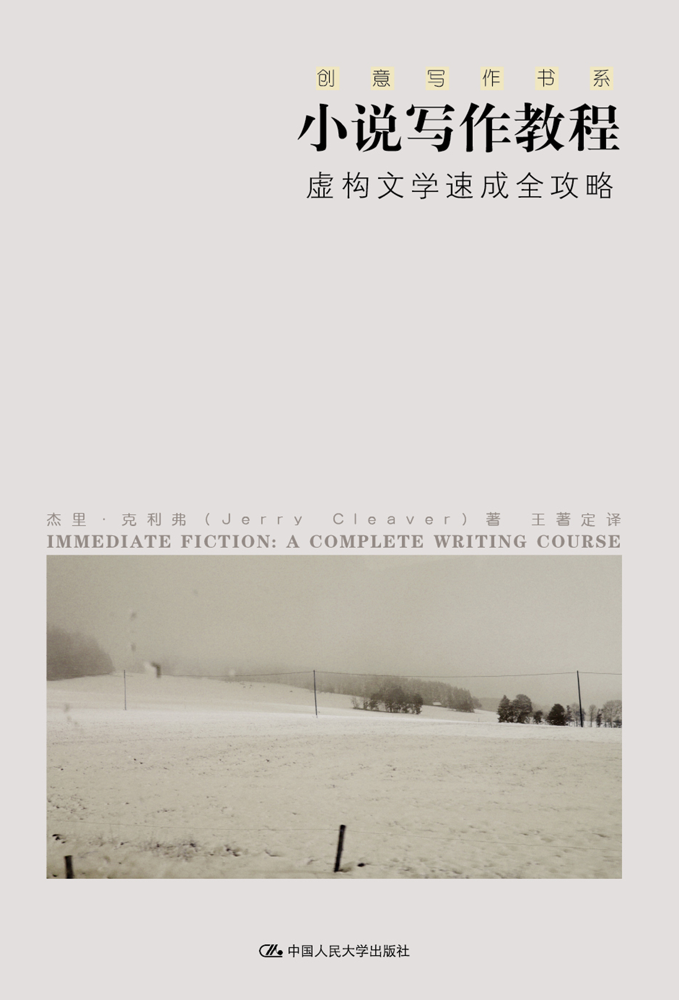 创意写作书系
小说写作教程
虚构文学速成全攻略
杰里·克利弗(Jerry Cleaver)著 王著定译
IMMEDIATE FICTION: A COMPLETE WRITING COURSE
中国人民大学出版社